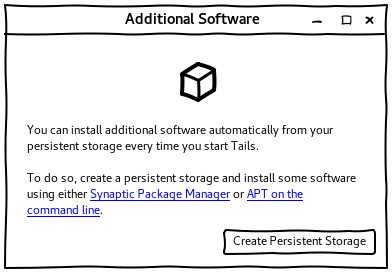 Additional Software
You can install additional software automatically from your
persistent storage every time you start Tails.
To do so, create a persistent storage and install some software
using either Synaptic Package Manager or APT on the
command line.
Create Persistent Storage